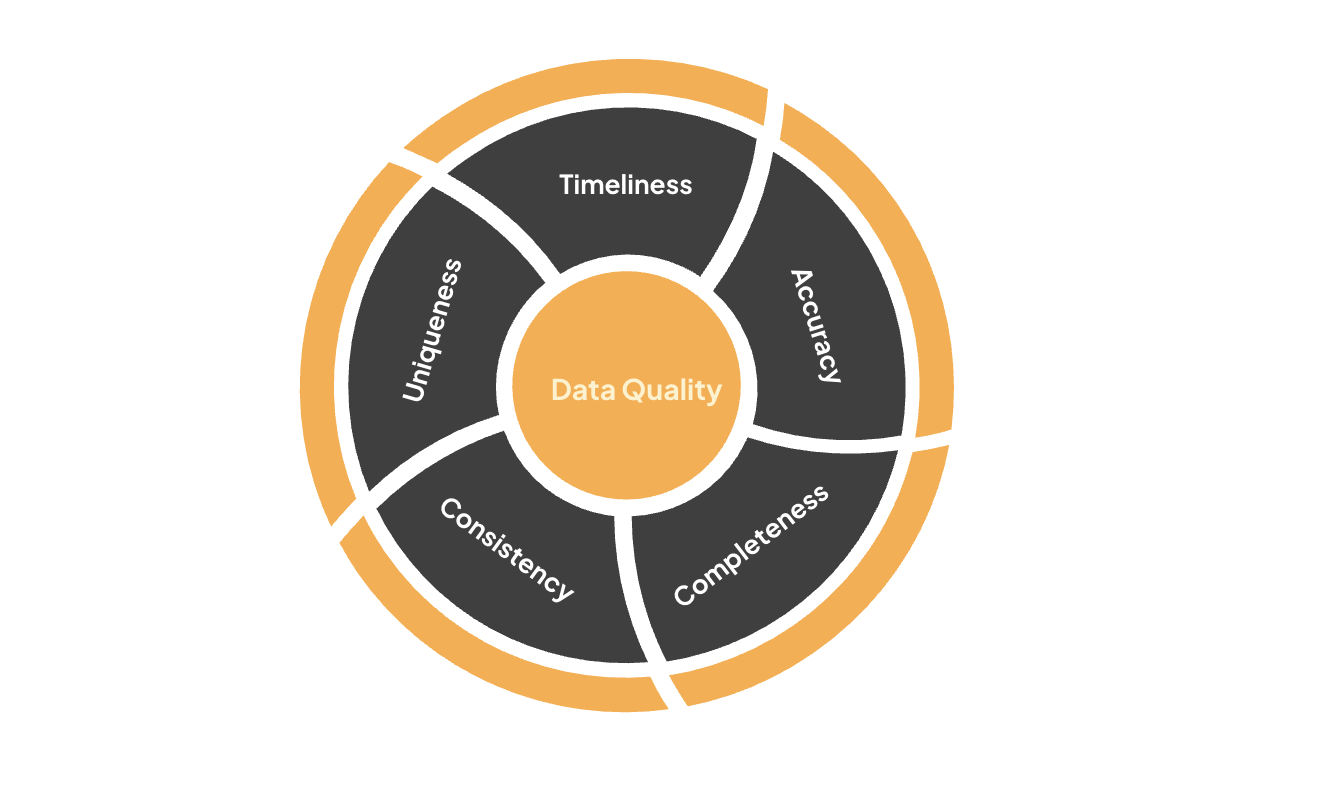 Timeliness
Accuracy
Completeness
Consistency
Uniqueness
Data Quality